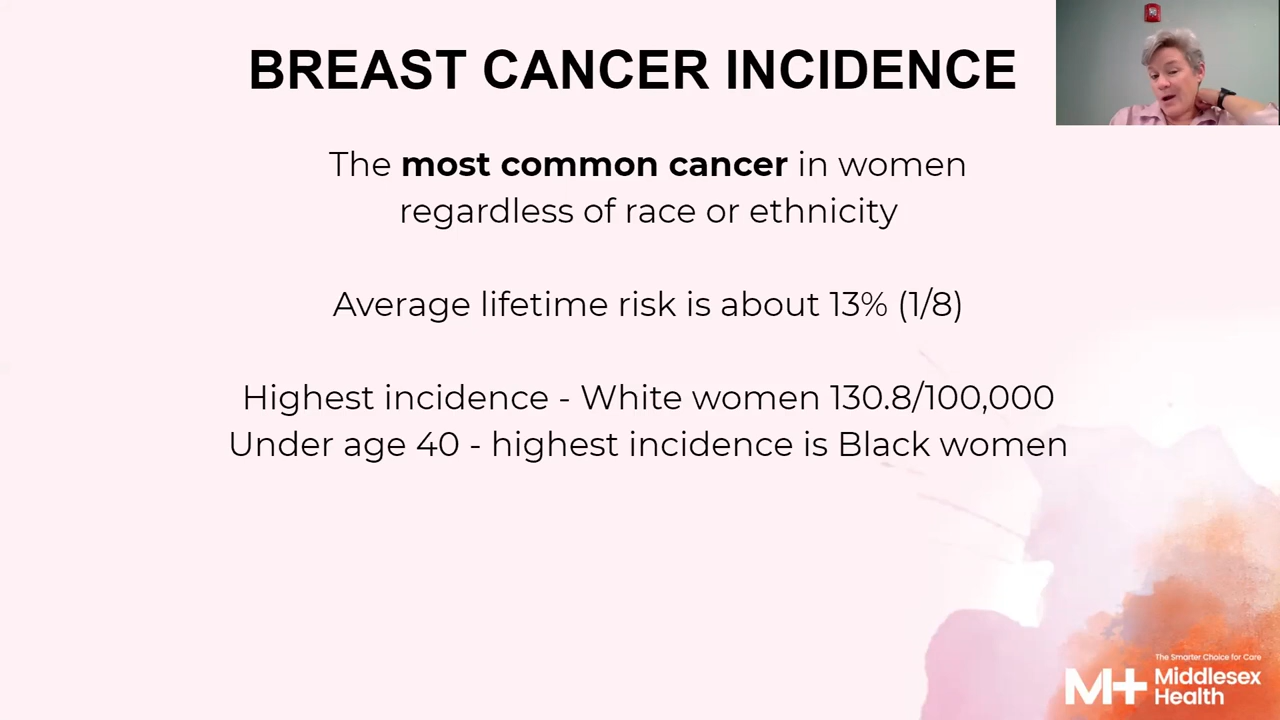 BREAST CANCER INCIDENCE
The most common cancer in women
regardless of race or ethnicity
Average lifetime risk is about 13% (1/8)
Highest incidence - White women 130.8/100,000
Under age 40 - highest incidence is Black women
The Smarter Choice for Care
M+ Middlesex
Health